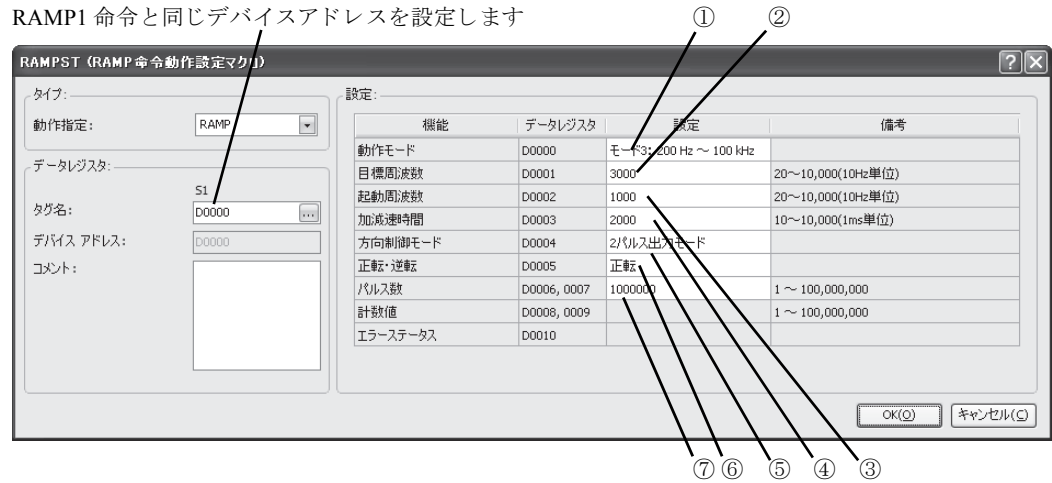 RAMP1 命令と同じデバイスアドレスを設定します
① ②
RAMPST (RAMP命令動作設定マクロ)
タイプ:
動作指定: RAMP
データレジスタ:
S1
タグ名: D0000 ...
デバイス アドレス: D0000
コメント:
設定:
機能 データレジスタ 設定 備考
動作モード D0000 モード3: 200 Hz ～ 100 kHz
目標周波数 D0001 3000 20～10,000(10Hz単位)
起動周波数 D0002 1000 20～10,000(10Hz単位)
加減速時間 D0003 2000 10～10,000(1ms単位)
方向制御モード D0004 2パルス出力モード
正転・逆転 D0005 正転
パルス数 D0006, 0007 1000000 1 ～ 100,000,000
計数値 D0008, 0009 1 ～ 100,000,000
エラーステータス D0010
OK(O) キャンセル(C)
⑦ ⑥ ⑤ ④ ③